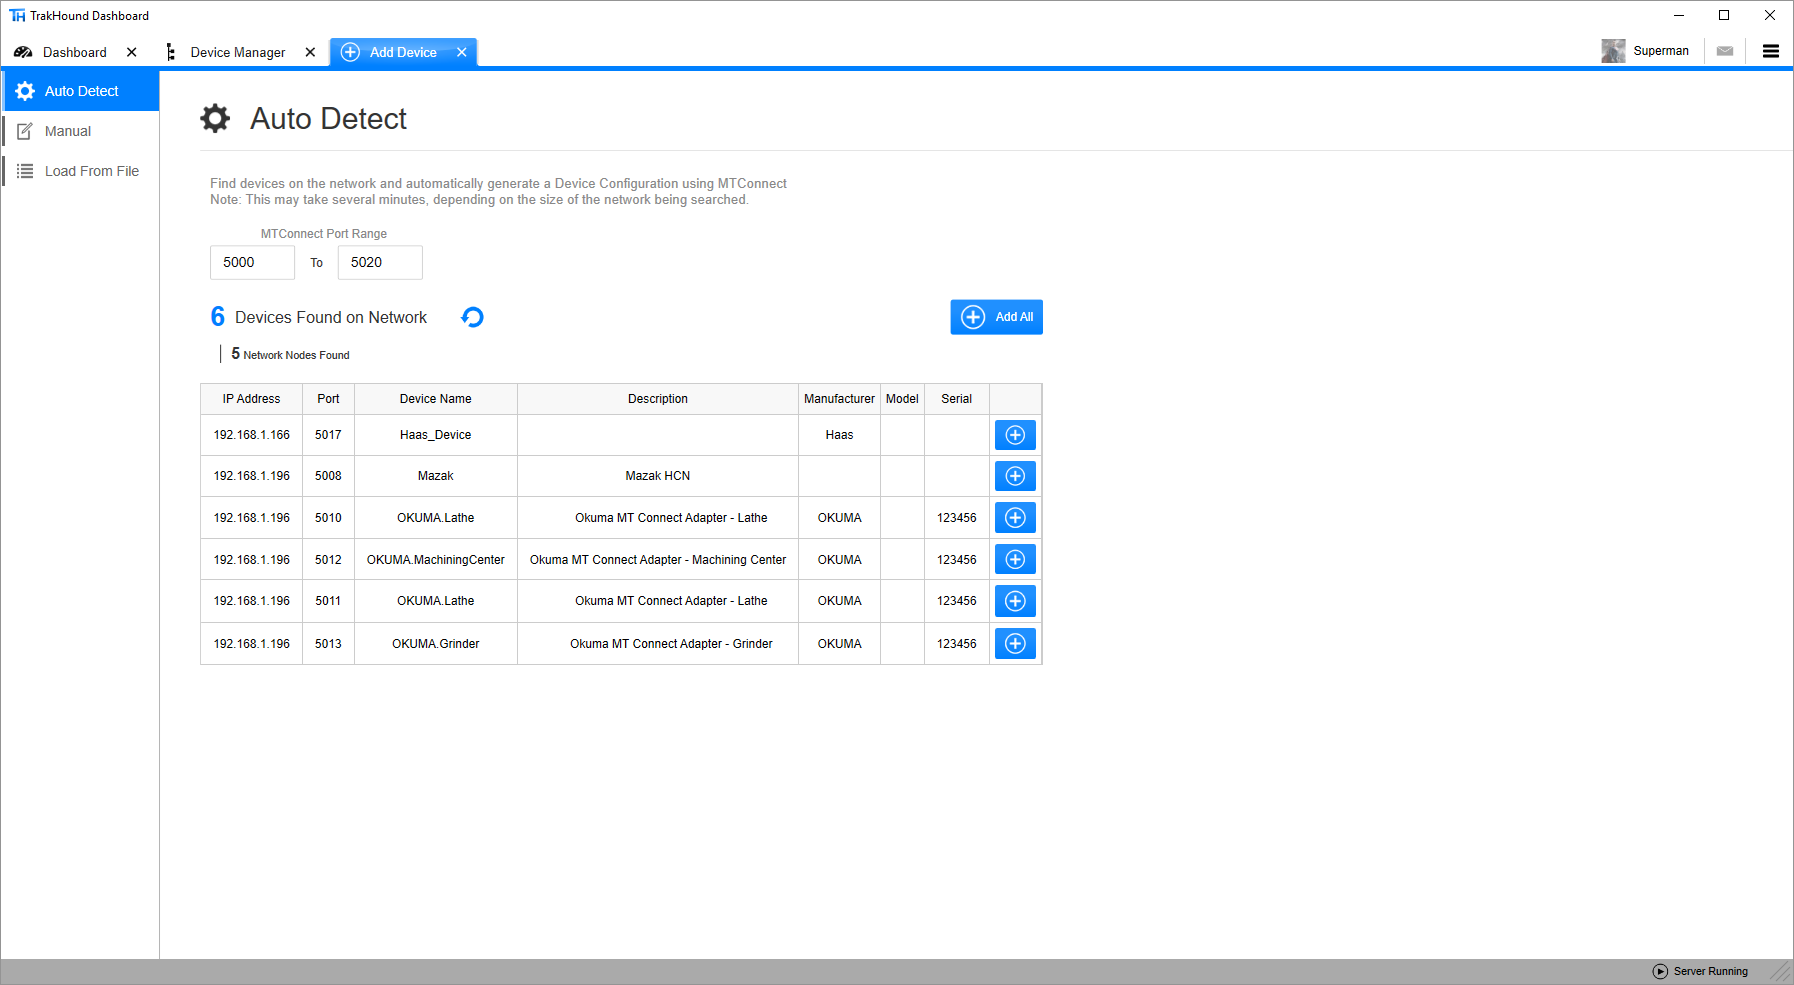 TH TrakHound Dashboard
Dashboard Device Manager Add Device Superman
Auto Detect
Manual
Load From File
Auto Detect
Find devices on the network and automatically generate a Device Configuration using MTConnect
Note: This may take several minutes, depending on the size of the network being searched.
MTConnect Port Range
5000 To 5020
6 Devices Found on Network Add All
5 Network Nodes Found
IP Address Port Device Name Description Manufacturer Model Serial
192.168.1.166 5017 Haas_Device Haas
192.168.1.196 5008 Mazak Mazak HCN
192.168.1.196 5010 OKUMA.Lathe Okuma MT Connect Adapter - Lathe OKUMA 123456
192.168.1.196 5012 OKUMA.MachiningCenter Okuma MT Connect Adapter - Machining Center OKUMA 123456
192.168.1.196 5011 OKUMA.Lathe Okuma MT Connect Adapter - Lathe OKUMA 123456
192.168.1.196 5013 OKUMA.Grinder Okuma MT Connect Adapter - Grinder OKUMA 123456
Server Running